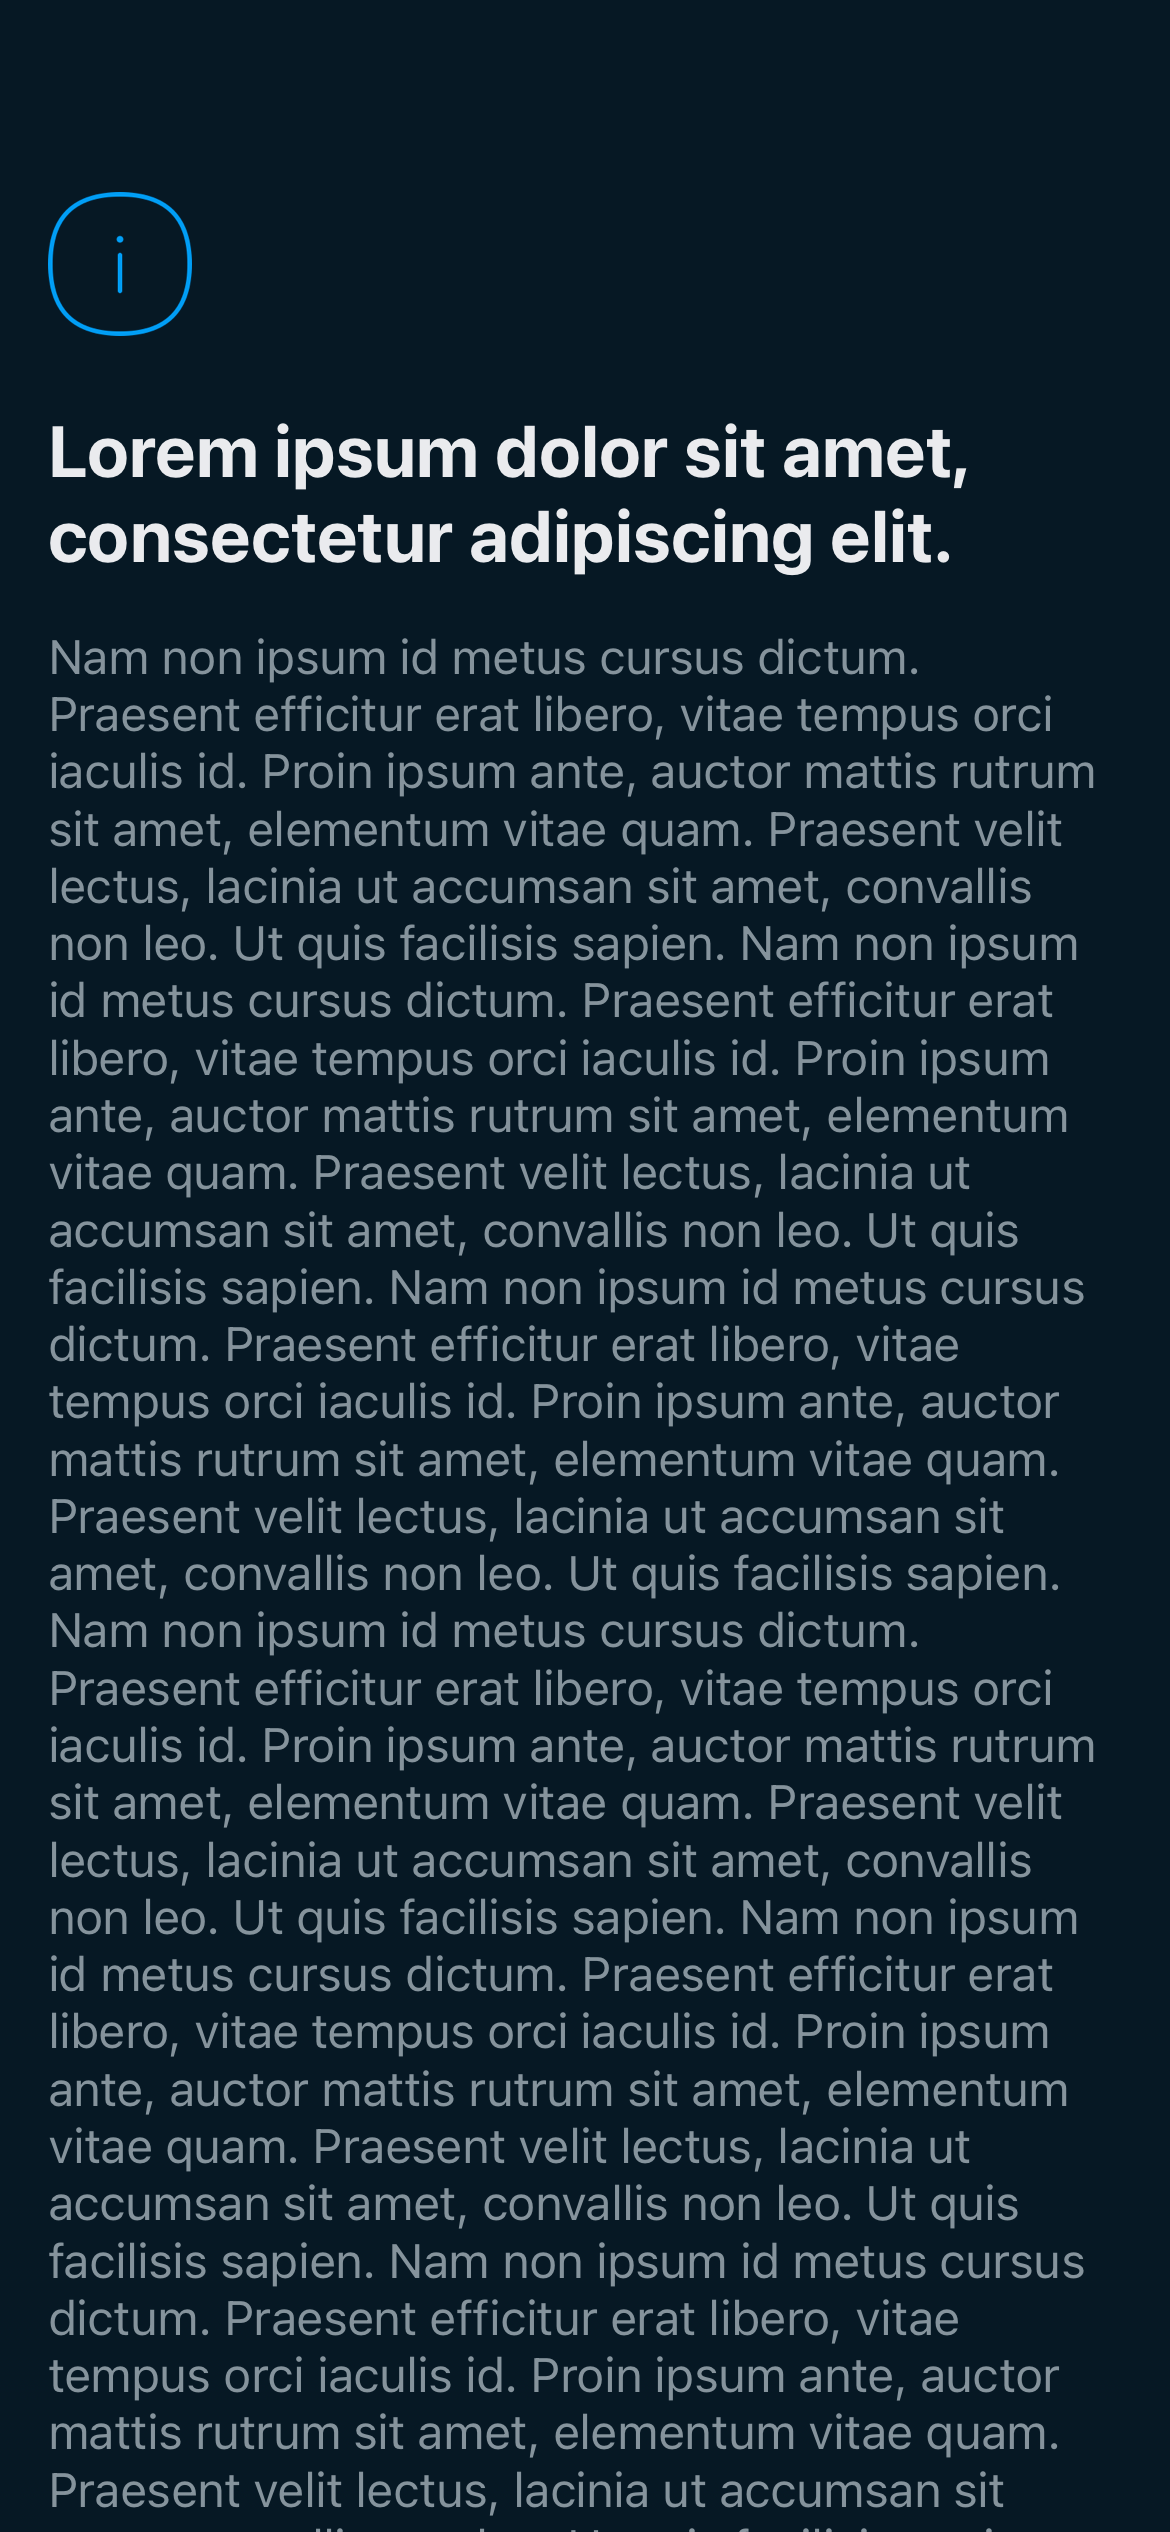 Lorem ipsum dolor sit amet,
consectetur adipiscing elit.
Nam non ipsum id metus cursus dictum.
Praesent efficitur erat libero, vitae tempus orci
iaculis id. Proin ipsum ante, auctor mattis rutrum
sit amet, elementum vitae quam. Praesent velit
lectus, lacinia ut accumsan sit amet, convallis
non leo. Ut quis facilisis sapien. Nam non ipsum
id metus cursus dictum. Praesent efficitur erat
libero, vitae tempus orci iaculis id. Proin ipsum
ante, auctor mattis rutrum sit amet, elementum
vitae quam. Praesent velit lectus, lacinia ut
accumsan sit amet, convallis non leo. Ut quis
facilisis sapien. Nam non ipsum id metus cursus
dictum. Praesent efficitur erat libero, vitae
tempus orci iaculis id. Proin ipsum ante, auctor
mattis rutrum sit amet, elementum vitae quam.
Praesent velit lectus, lacinia ut accumsan sit
amet, convallis non leo. Ut quis facilisis sapien.
Nam non ipsum id metus cursus dictum.
Praesent efficitur erat libero, vitae tempus orci
iaculis id. Proin ipsum ante, auctor mattis rutrum
sit amet, elementum vitae quam. Praesent velit
lectus, lacinia ut accumsan sit amet, convallis
non leo. Ut quis facilisis sapien. Nam non ipsum
id metus cursus dictum. Praesent efficitur erat
libero, vitae tempus orci iaculis id. Proin ipsum
ante, auctor mattis rutrum sit amet, elementum
vitae quam. Praesent velit lectus, lacinia ut
accumsan sit amet, convallis non leo. Ut quis
facilisis sapien. Nam non ipsum id metus cursus
dictum. Praesent efficitur erat libero, vitae
tempus orci iaculis id. Proin ipsum ante, auctor
mattis rutrum sit amet, elementum vitae quam.
Praesent velit lectus, lacinia ut accumsan sit